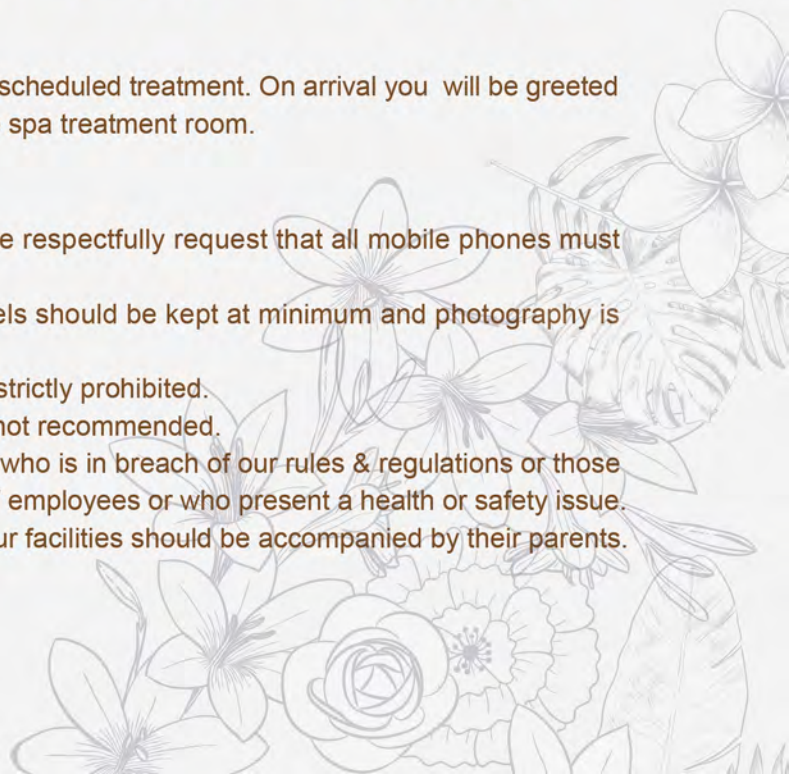 scheduled treatment. On arrival you will be greeted
spa treatment room.
e respectfully request that all mobile phones must
els should be kept at minimum and photography is
strictly prohibited.
not recommended.
who is in breach of our rules & regulations or those
employees or who present a health or safety issue.
ur facilities should be accompanied by their parents.